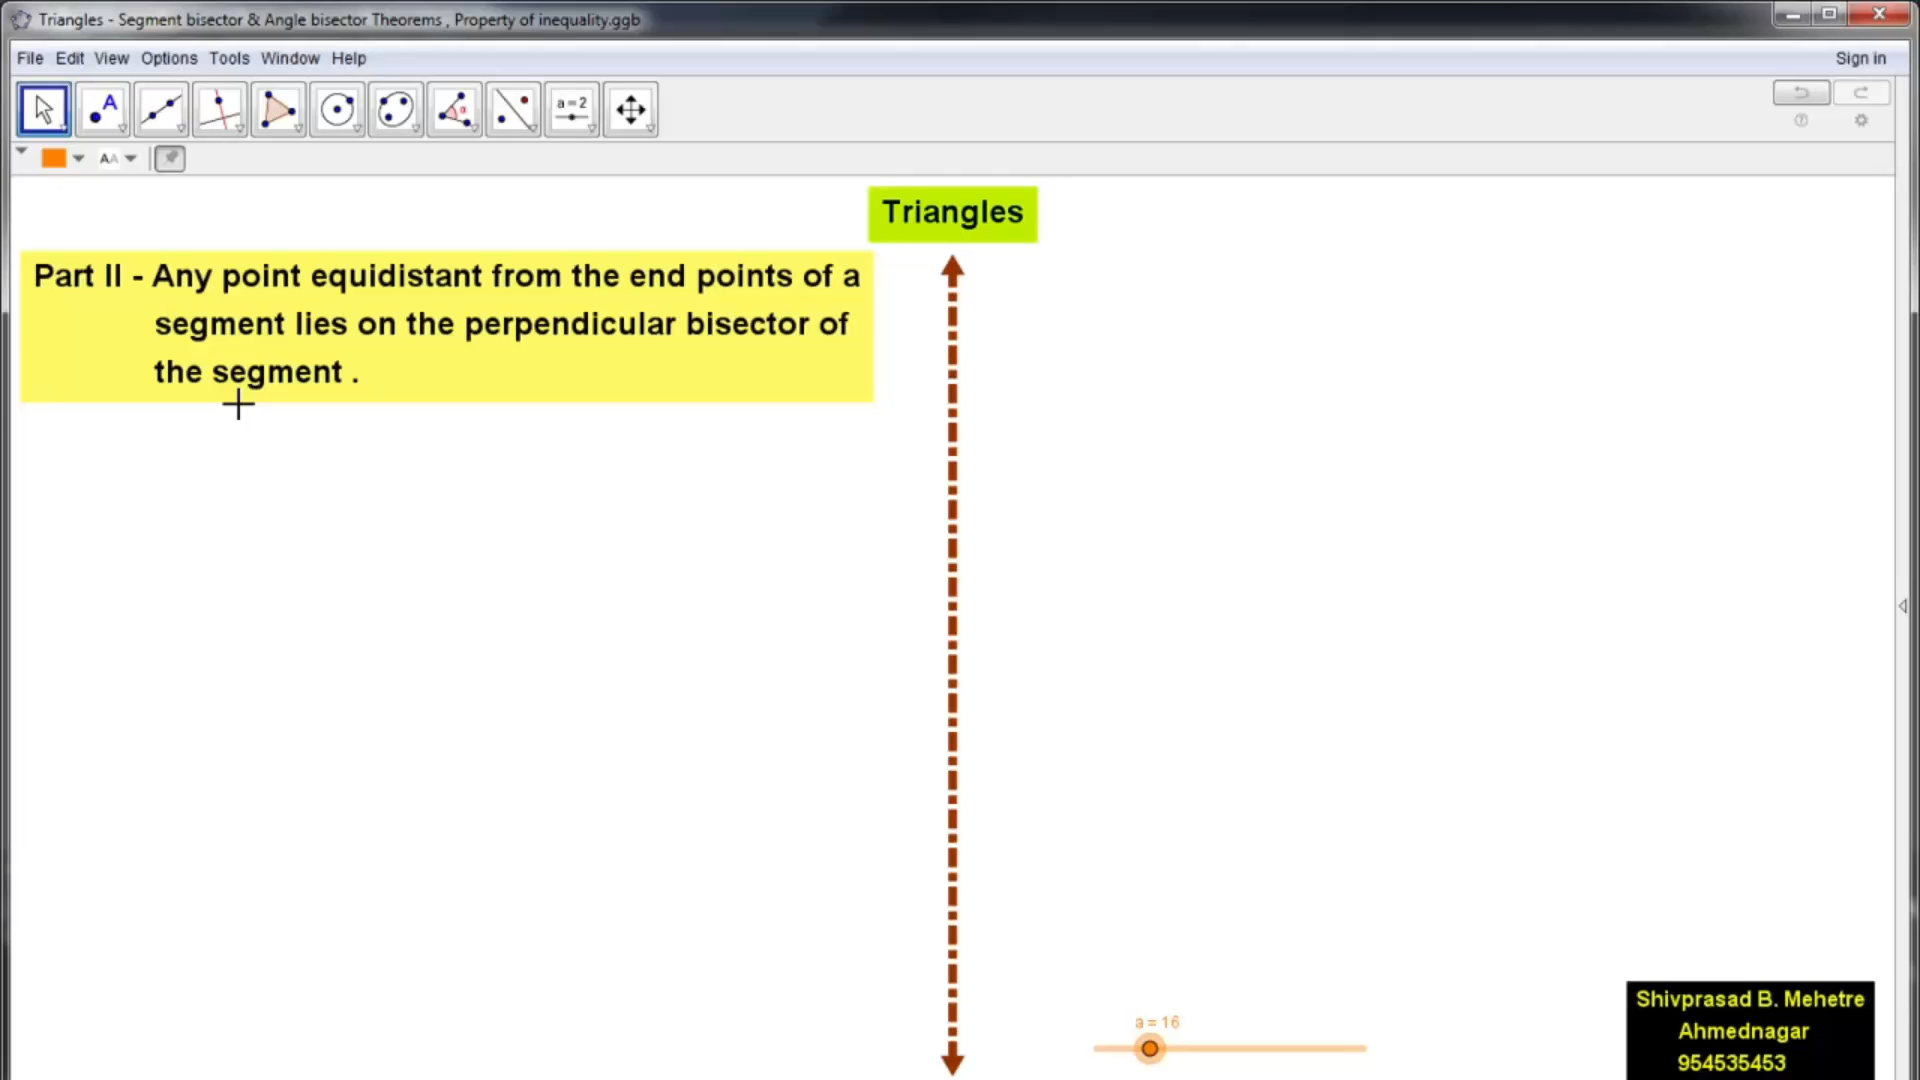 Triangles - Segment bisector & Angle bisector Theorems , Property of inequality.ggb
File Edit View Options Tools Window Help
Sign in
A
α
a = 2
AA
Triangles
Part II - Any point equidistant from the end points of a
segment lies on the perpendicular bisector of
the segment .
a = 16
Shivprasad B. Mehetre
Ahmednagar
954535453